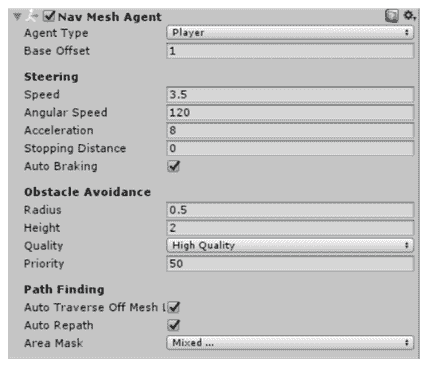 Nav Mesh Agent
Agent Type Player
Base Offset 1
Steering
Speed 3.5
Angular Speed 120
Acceleration 8
Stopping Distance 0
Auto Braking
Obstacle Avoidance
Radius 0.5
Height 2
Quality High Quality
Priority 50
Path Finding
Auto Traverse Off Mesh L
Auto Repath
Area Mask Mixed ...